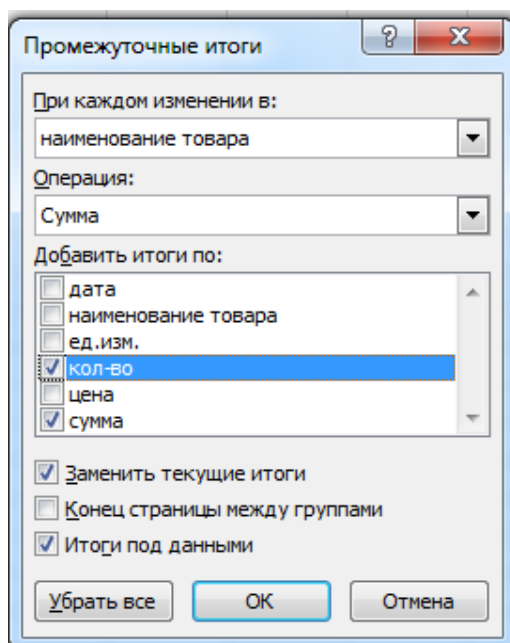 Промежуточные итоги
При каждом изменении в:
наименование товара
Операция:
Сумма
Добавить итоги по:
дата
наименование товара
ед.изм.
кол-во
цена
сумма
Заменить текущие итоги
Конец страницы между группами
Итоги под данными
Убрать все ОК Отмена